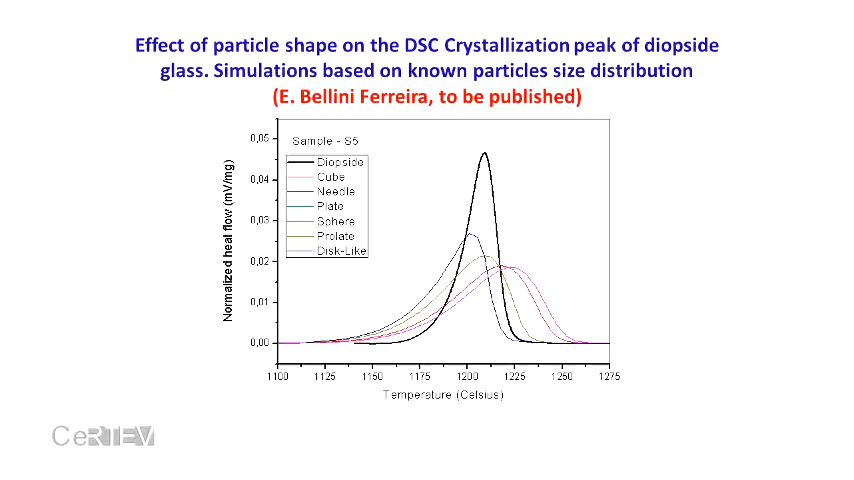 Effect of particle shape on the DSC Crystallization peak of diopside
glass. Simulations based on known particles size distribution
(E. Bellini Ferreira, to be published)
Sample - S5
Diopside
Cube
Needle
Plate
Sphere
Prolate
Disk-Like
Normalized heal flow (mV/mg)
0,05
0,04
0,03
0,02
0,01
0,00
1100 1125 1150 1175 1200 1225 1250 1275
Temperature (Celsius)
CeRTEV